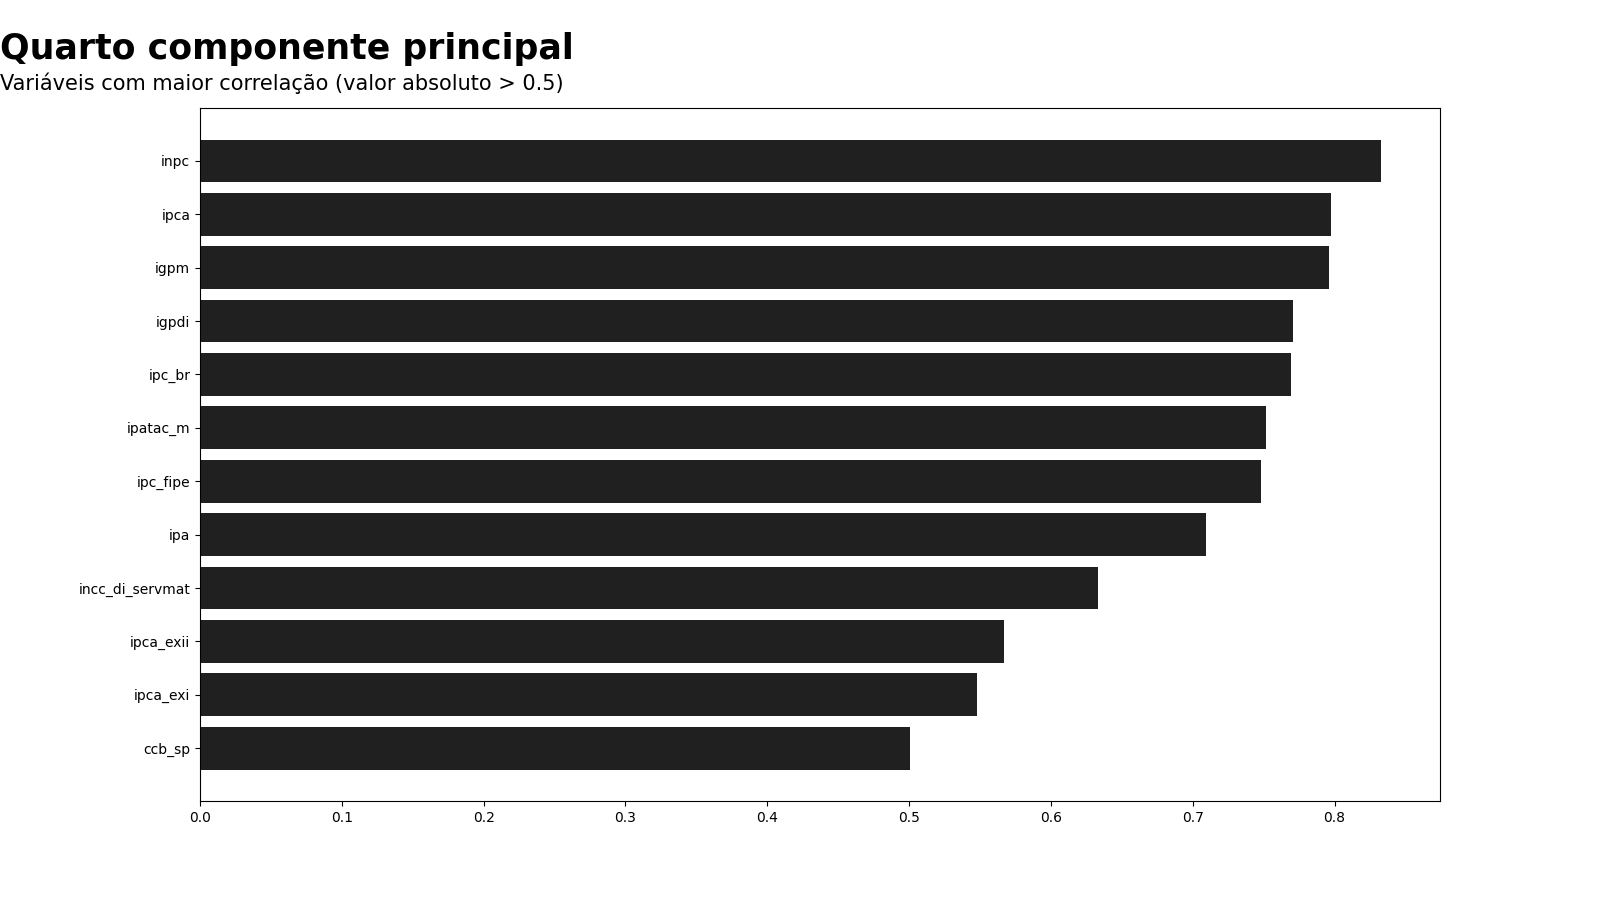 Quarto componente principal
Variáveis com maior correlação (valor absoluto > 0.5)
inpc
ipca
igpm
igpdi
ipc_br
ipatac_m
ipc_fipe
ipa
incc_di_servmat
ipca_exii
ipca_exi
ccb_sp
0.0 0.1 0.2 0.3 0.4 0.5 0.6 0.7 0.8